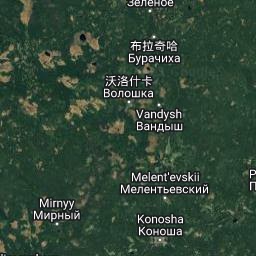 Зелёное
布拉奇哈
Бурачиха
沃洛什卡
Волошка
Vandysh
Вандыш
Melent'evskii
Мелентьевский
Mirnyy
Мирный
Konosha
Коноша